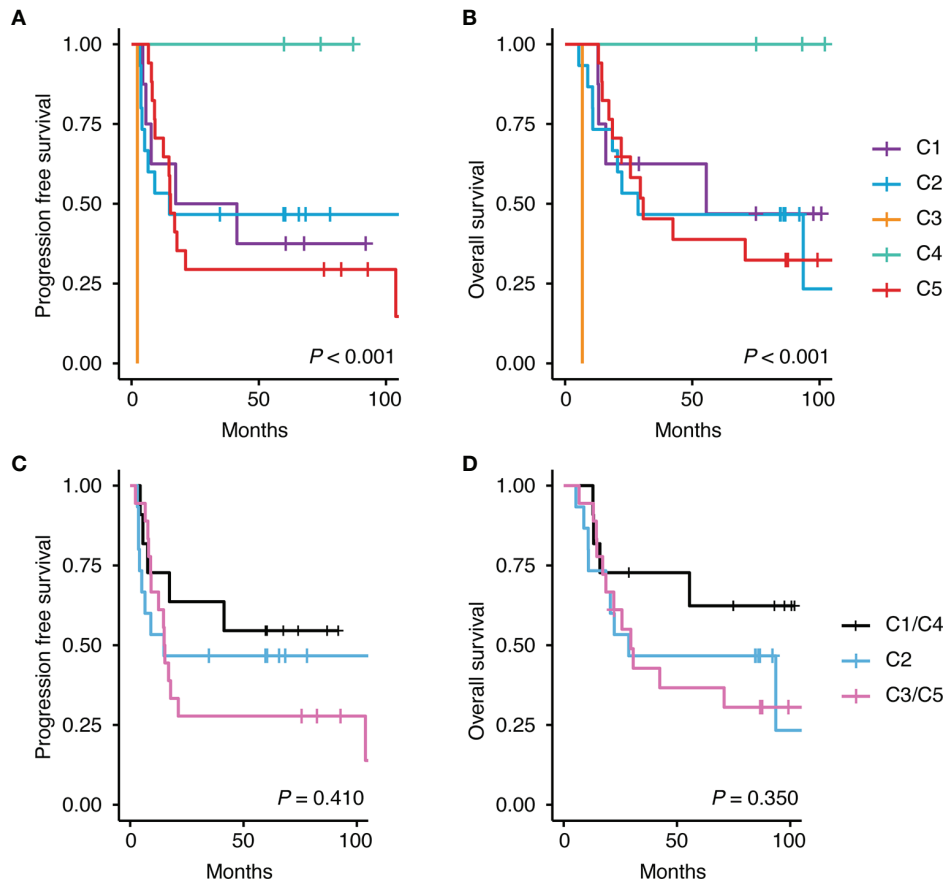 A
Progression free survival
1.00
0.75
0.50
0.25
0.00
P < 0.001
0 50 100
Months
B
Overall survival
1.00
0.75
0.50
0.25
0.00
P < 0.001
0 50 100
Months
C1
C2
C3
C4
C5
C
Progression free survival
1.00
0.75
0.50
0.25
0.00
P = 0.410
0 50 100
Months
D
Overall survival
1.00
0.75
0.50
0.25
0.00
P = 0.350
0 50 100
Months
C1/C4
C2
C3/C5